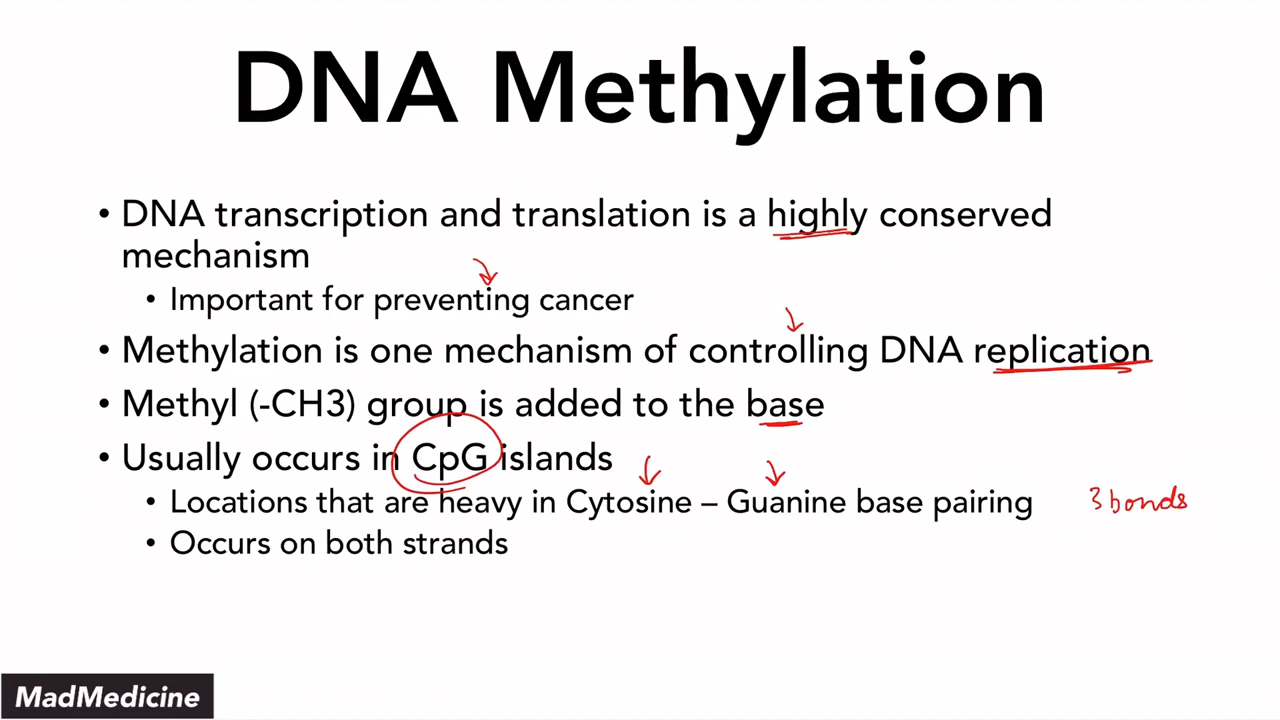 DNA Methylation
• DNA transcription and translation is a highly conserved
mechanism
• Important for preventing cancer
• Methylation is one mechanism of controlling DNA replication
• Methyl (-CH3) group is added to the base
• Usually occurs in CpG islands
• Locations that are heavy in Cytosine – Guanine base pairing 3 bonds
• Occurs on both strands
MadMedicine